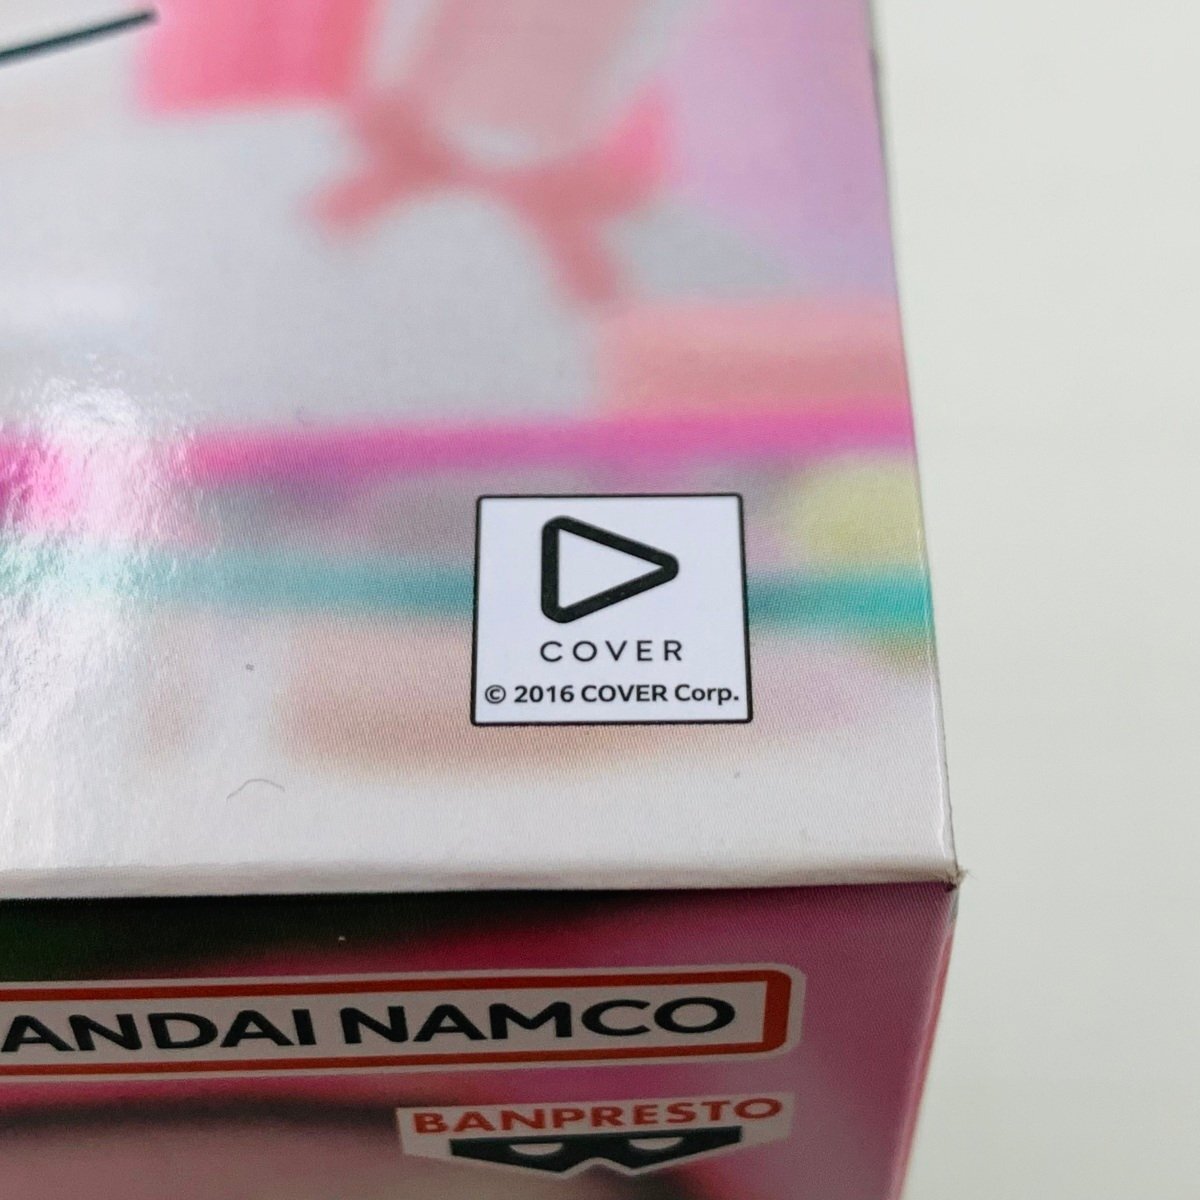 COVER
© 2016 COVER Corp.
ANDAI NAMCO
BANPRESTO